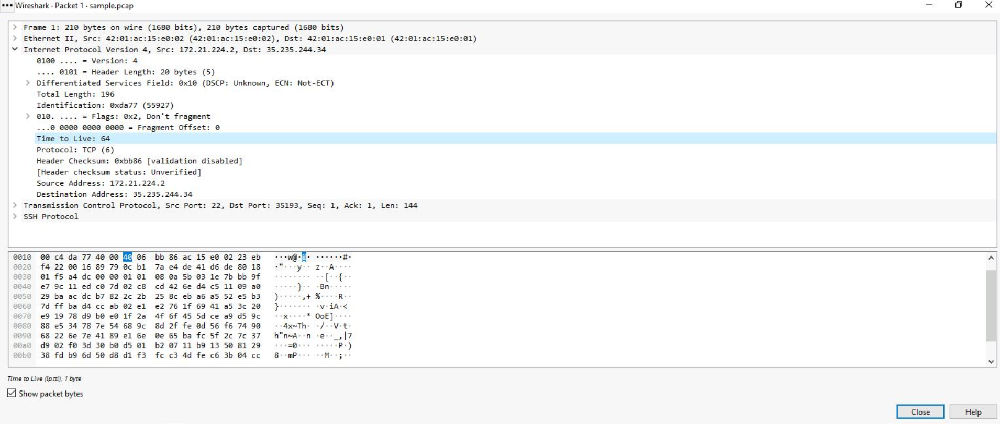 Wireshark · Packet 1 · sample.pcap
Frame 1: 210 bytes on wire (1680 bits), 210 bytes captured (1680 bits)
Ethernet II, Src: 42:01:ac:15:e0:02 (42:01:ac:15:e0:02), Dst: 42:01:ac:15:e0:01 (42:01:ac:15:e0:01)
Internet Protocol Version 4, Src: 172.21.224.2, Dst: 35.235.244.34
0100 .... = Version: 4
.... 0101 = Header Length: 20 bytes (5)
Differentiated Services Field: 0x10 (DSCP: Unknown, ECN: Not-ECT)
Total Length: 196
Identification: 0xda77 (55927)
010. .... = Flags: 0x2, Don't fragment
...0 0000 0000 0000 = Fragment Offset: 0
Time to Live: 64
Protocol: TCP (6)
Header Checksum: 0xbb86 [validation disabled]
[Header checksum status: Unverified]
Source Address: 172.21.224.2
Destination Address: 35.235.244.34
Transmission Control Protocol, Src Port: 22, Dst Port: 35193, Seq: 1, Ack: 1, Len: 144
SSH Protocol
0010 00 c4 da 77 40 00 40 06 bb 86 ac 15 e0 02 23 eb ···w@·@· ······#·
0020 f4 22 00 16 89 79 0c b1 7a e4 de 41 d6 de 80 18 ·"···y·· z··A····
0030 01 f5 a4 dc 00 00 01 01 08 0a 5b 03 1e 7b bb 9f ········ ··[··{··
0040 e7 9c 11 ed c0 7d 02 c8 cd 42 6e d4 c5 11 09 a0 ·····}·· ·Bn·····
0050 29 ba ac dc b7 82 2c 2b 25 8c eb a6 a5 52 e5 b3 )·····,+ %····R··
0060 7d ff ba d4 cc ab 02 e1 e2 76 1f 69 41 a5 3c 20 }······· ·v·iA·<
0070 e9 19 78 d9 b0 e0 1f 2a 4f 6f 45 5d ce a9 d5 9c ··x····* OoE]····
0080 88 e5 34 78 7e 54 68 9c 8d 2f fe 0d 56 f6 74 90 ··4x~Th· ·/··V·t·
0090 68 22 6e 7e 41 89 e1 6e 0e 65 ba fc 5f 2c 7c 37 h"n~A··n ·e··_,|7
00a0 d9 02 f0 3d 30 b0 d5 01 b2 07 11 b9 13 50 81 29 ···=0··· ·····P·)
00b0 38 fd b9 6d 50 d8 d1 f3 fc c3 4d fe c6 3b 04 cc 8··mP··· ··M··;··
Time to Live (ip.ttl), 1 byte
Show packet bytes
Close Help